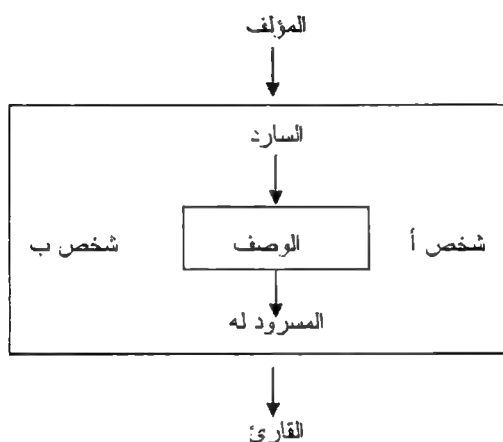 المؤلف
السارد
شخص أ الوصف شخص ب
المسرود له
القارئ